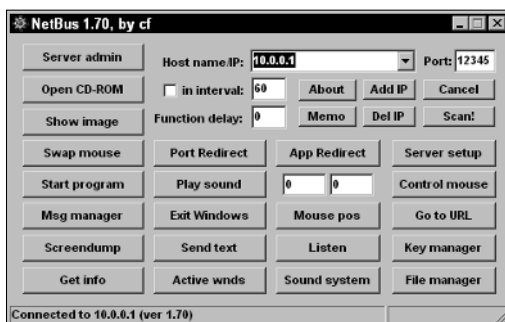 NetBus 1.70, by cf
Server admin Host name/IP: 10.0.0.1 Port: 12345
Open CD-ROM in interval: 60 About Add IP Cancel
Show image Function delay: 0 Memo Del IP Scan!
Swap mouse Port Redirect App Redirect Server setup
Start program Play sound 0 0 Control mouse
Msg manager Exit Windows Mouse pos Go to URL
Screendump Send text Listen Key manager
Get info Active wnds Sound system File manager
Connected to 10.0.0.1 (ver 1.70)